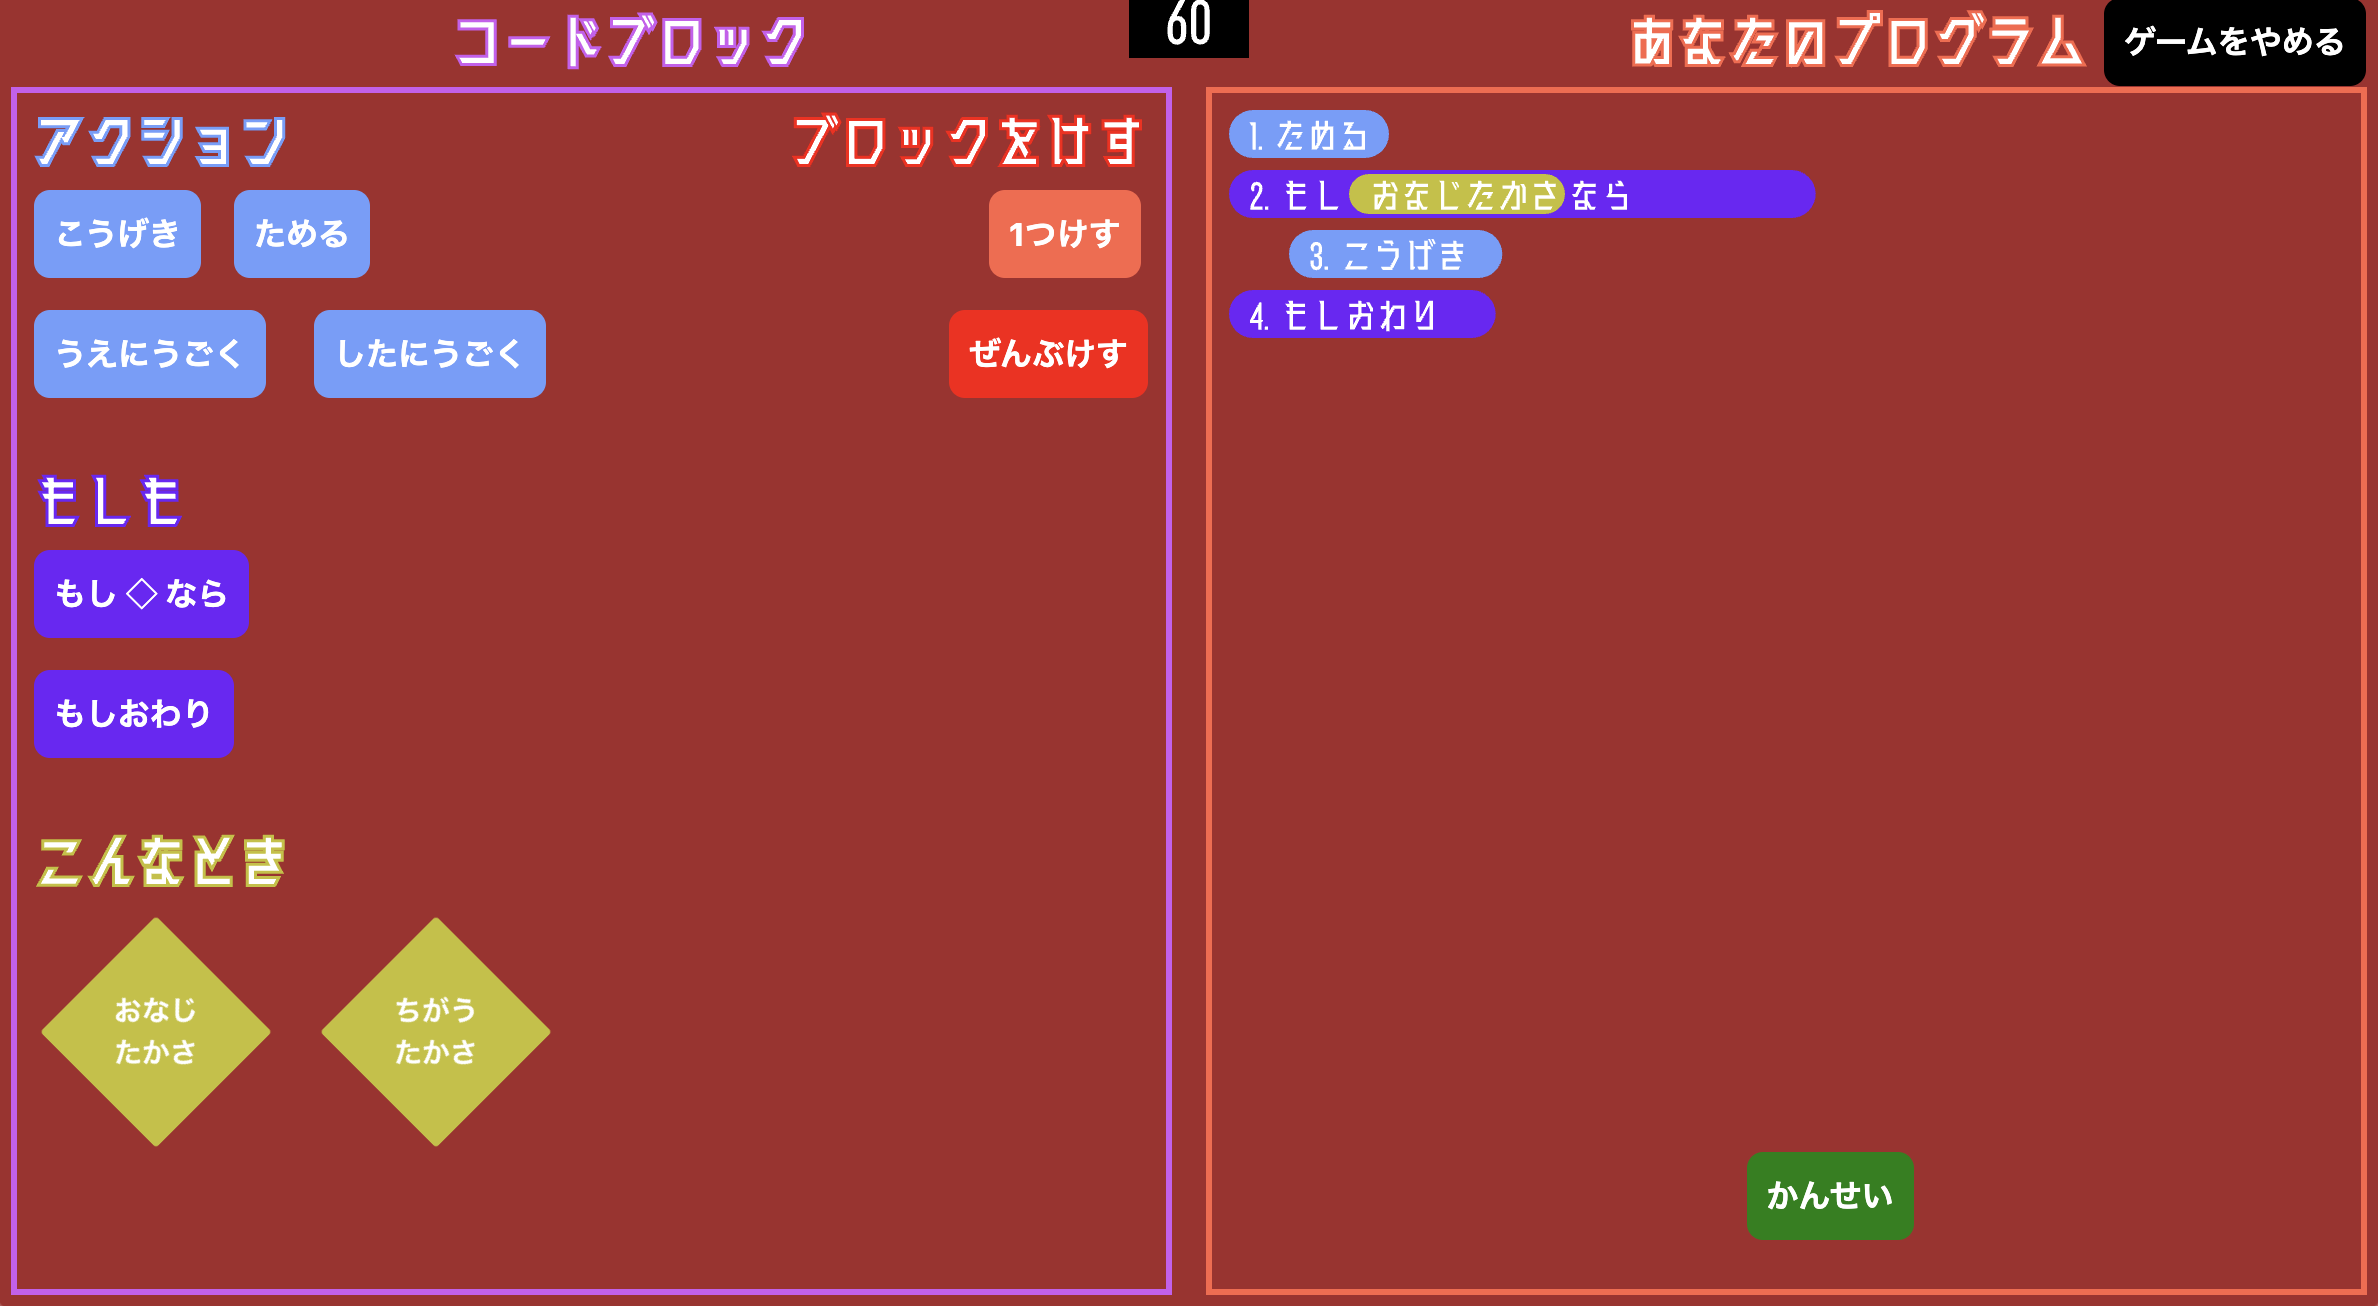 コードブロック
60
あなたのプログラム
ゲームをやめる
アクション
ブロックをけす
こうげき
ためる
1つけす
うえにうごく
したにうごく
ぜんぶけす
もしも
もし ◇ なら
もしおわり
こんなとき
おなじ
たかさ
ちがう
たかさ
1. ためる
2. もし おなじたかさ なら
3. こうげき
4. もしおわり
かんせい